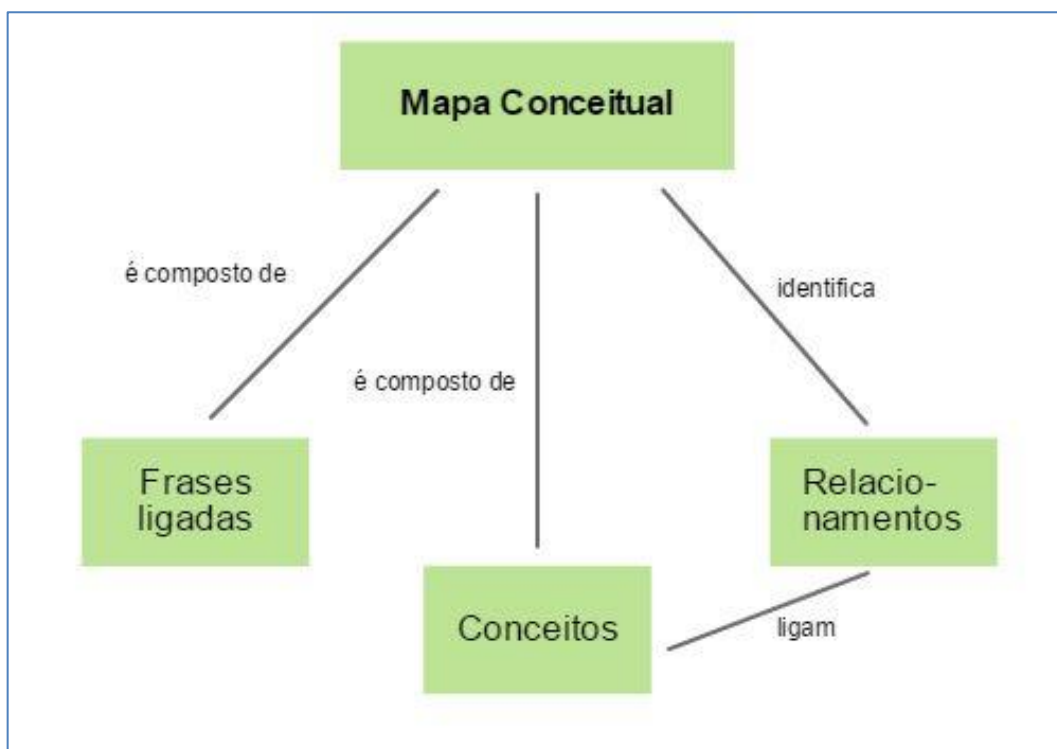 Mapa Conceitual
é composto de
identifica
é composto de
Frases
ligadas
Relacio-
namentos
Conceitos
ligam